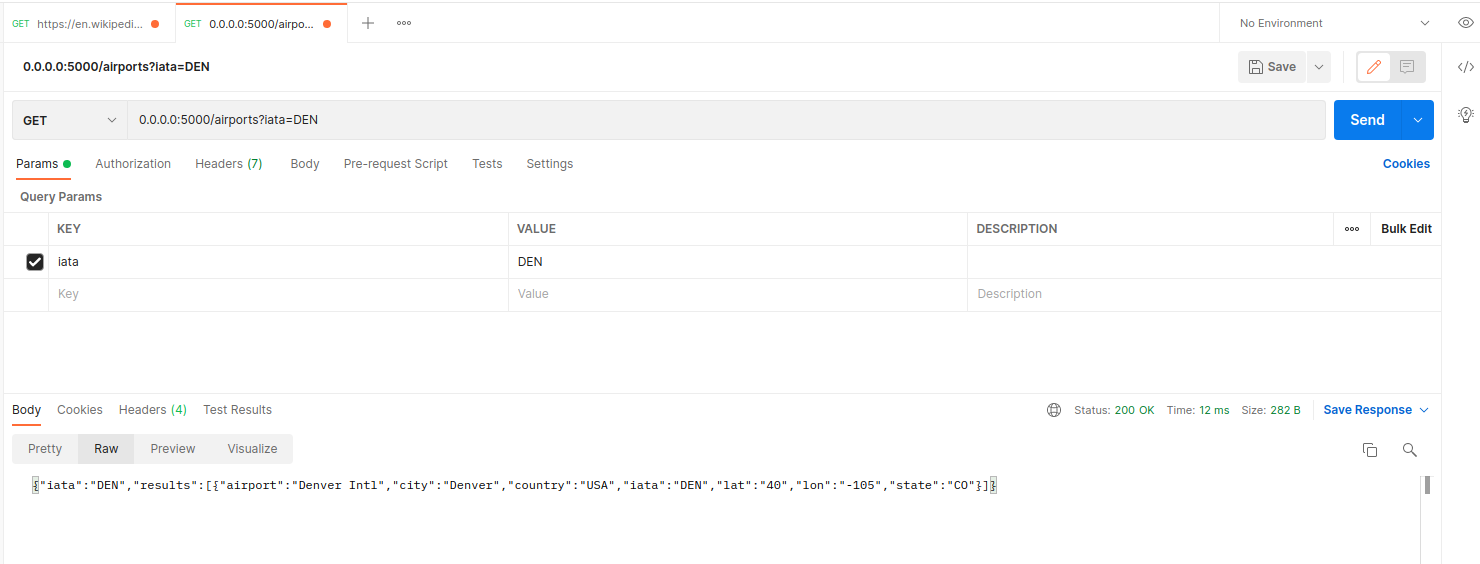 GET https://en.wikipedi... GET 0.0.0.0:5000/airpo... No Environment
0.0.0.0:5000/airports?iata=DEN Save
GET 0.0.0.0:5000/airports?iata=DEN Send
Params Authorization Headers (7) Body Pre-request Script Tests Settings Cookies
Query Params
KEY VALUE DESCRIPTION Bulk Edit
iata DEN
Key Value Description
Body Cookies Headers (4) Test Results Status: 200 OK Time: 12 ms Size: 282 B Save Response
Pretty Raw Preview Visualize
{"iata":"DEN","results":[{"airport":"Denver Intl","city":"Denver","country":"USA","iata":"DEN","lat":"40","lon":"-105","state":"CO"}]}